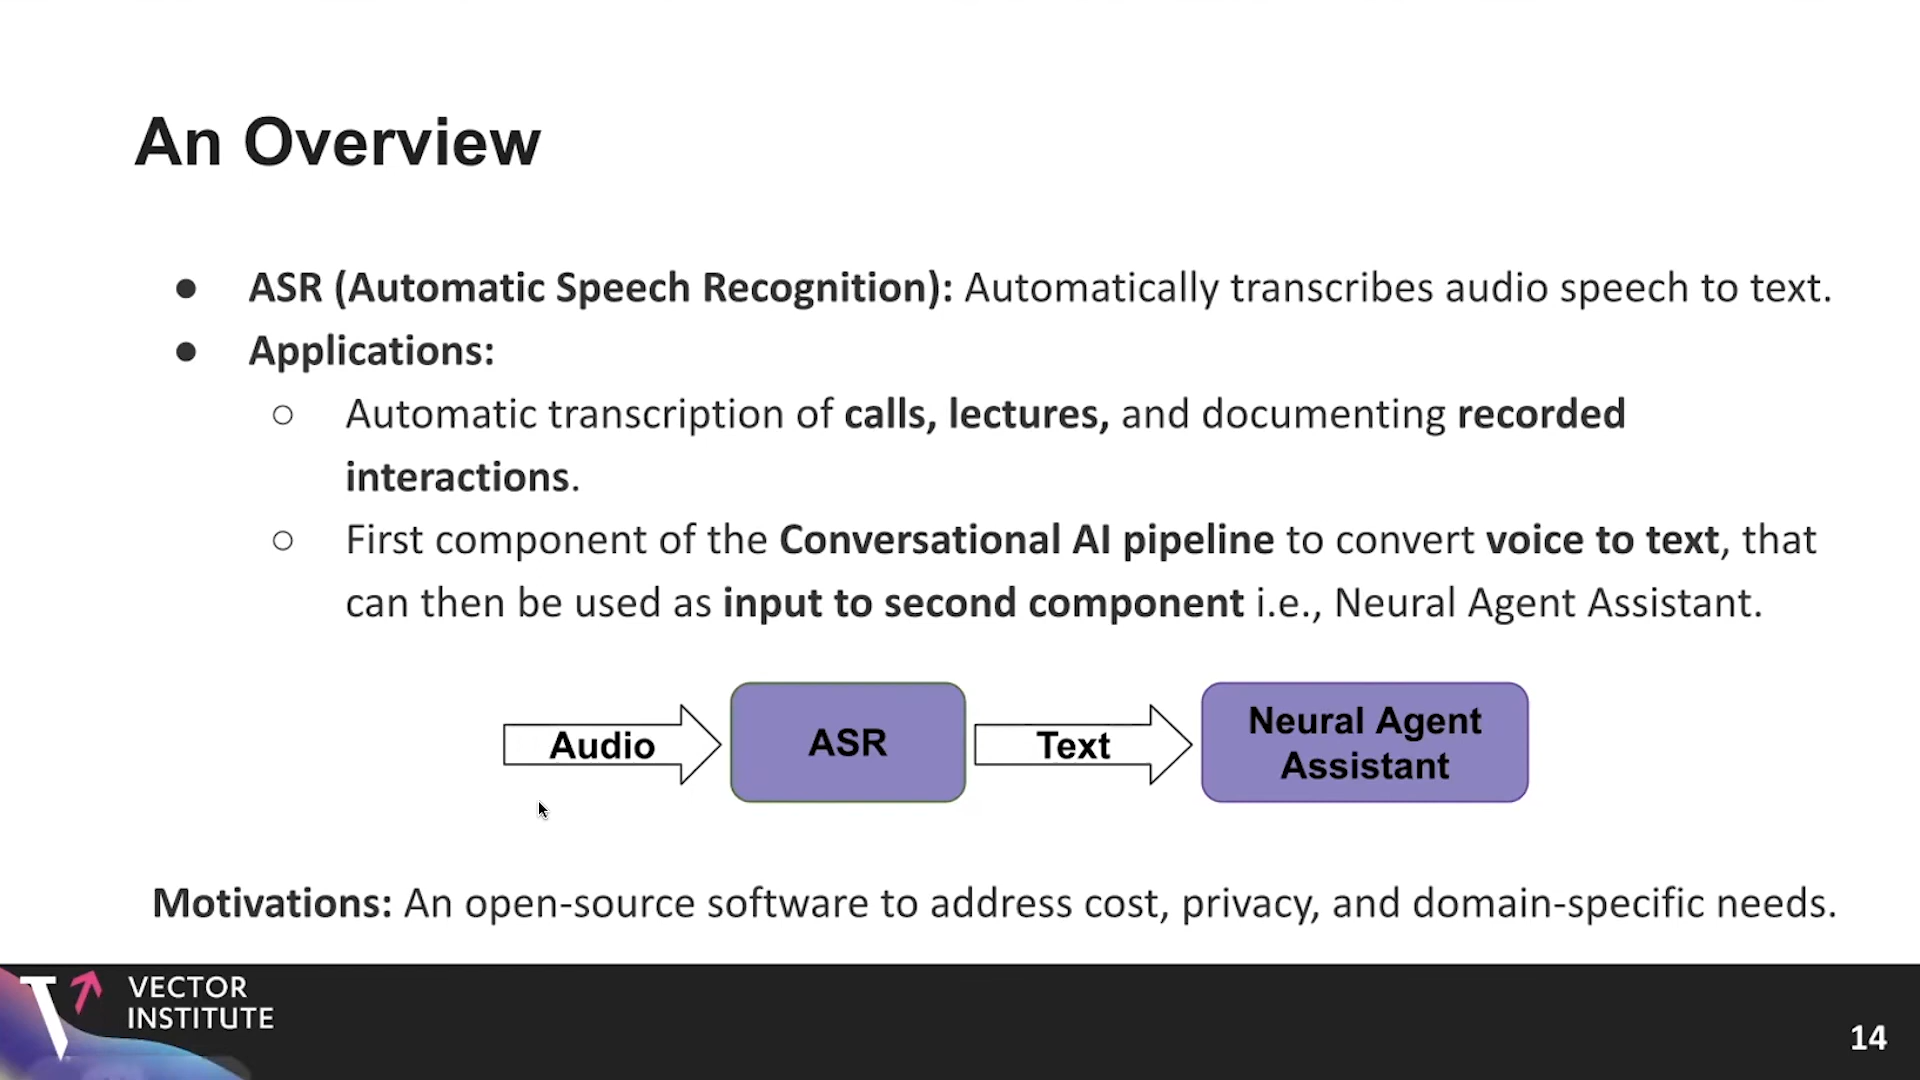 An Overview
● ASR (Automatic Speech Recognition): Automatically transcribes audio speech to text.
● Applications:
○ Automatic transcription of calls, lectures, and documenting recorded
interactions.
○ First component of the Conversational AI pipeline to convert voice to text, that
can then be used as input to second component i.e., Neural Agent Assistant.
Audio
ASR
Text
Neural Agent
Assistant
Motivations: An open-source software to address cost, privacy, and domain-specific needs.
VECTOR
INSTITUTE
14